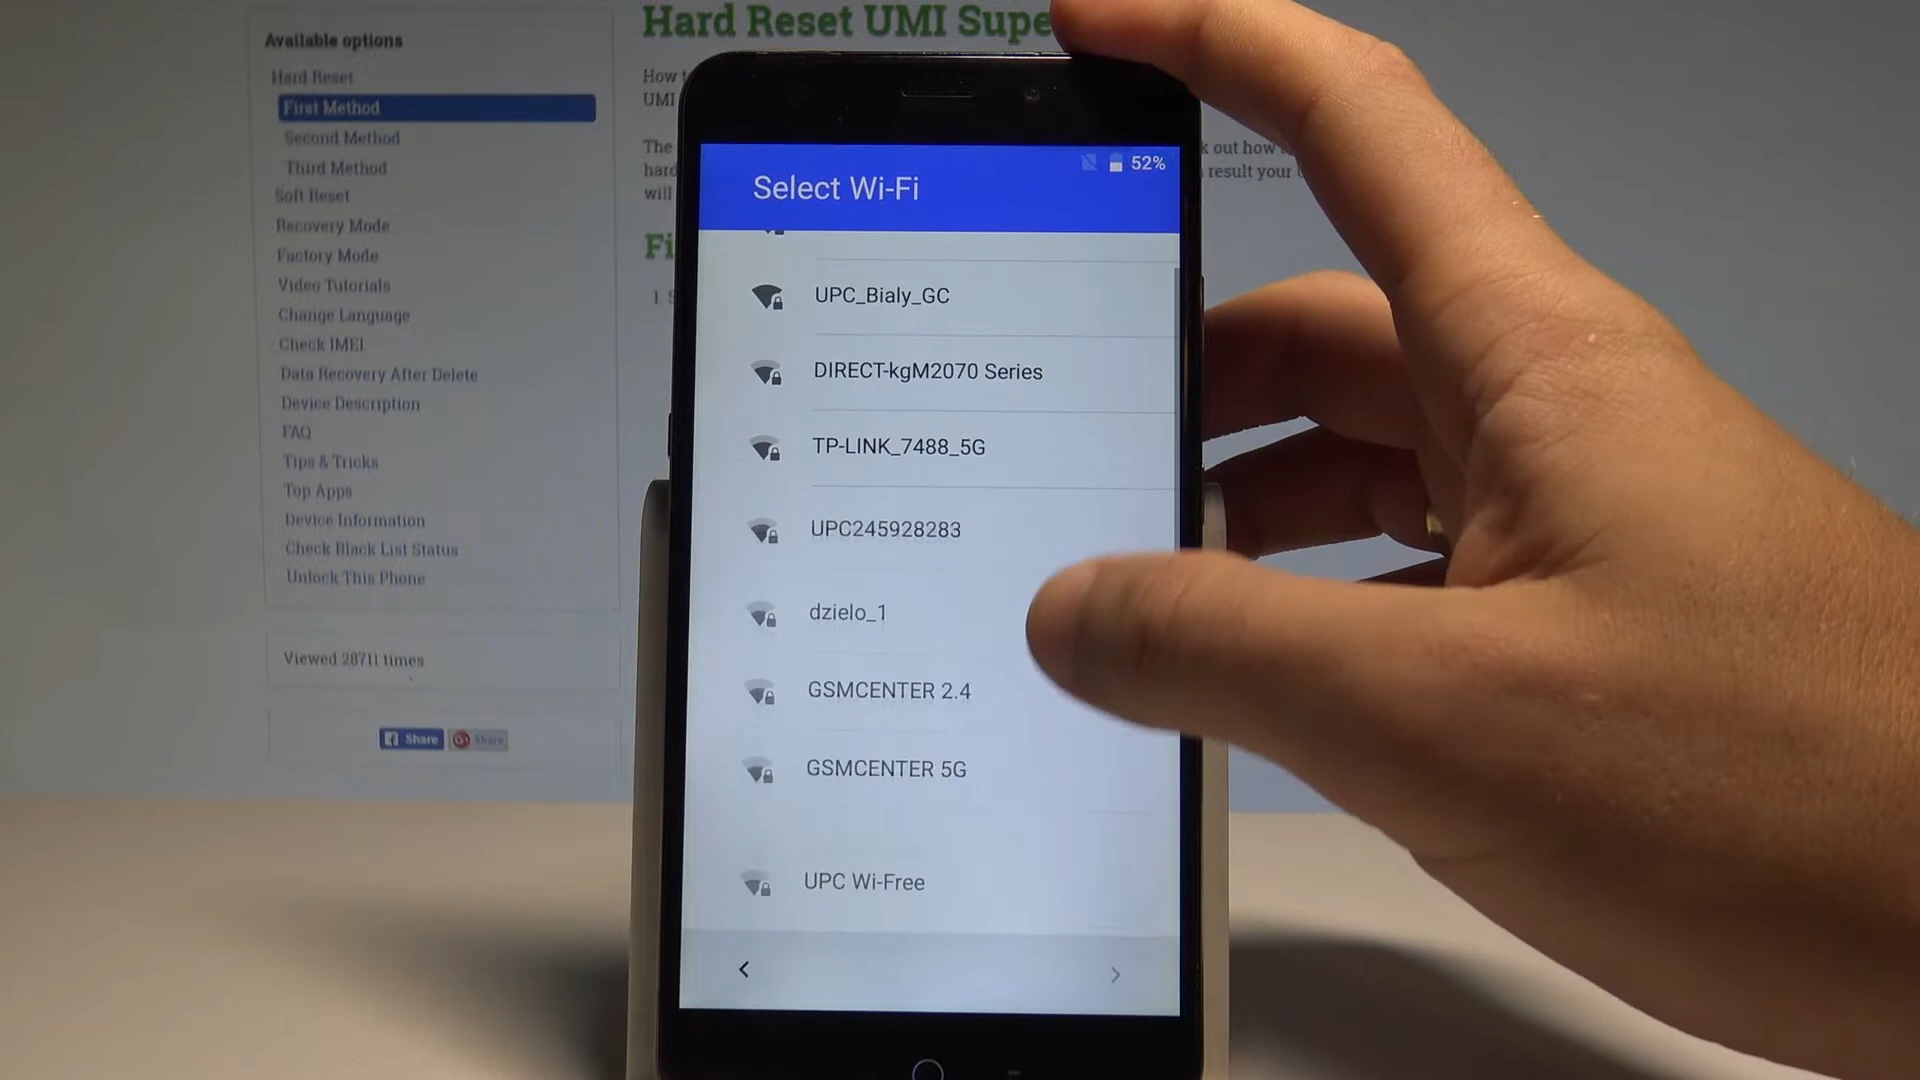 Available options
Hard Reset
First Method
Second Method
Third Method
Soft Reset
Recovery Mode
Factory Mode
Video Tutorials
Change Language
Check IMEI
Data Recovery After Delete
Device Description
FAQ
Tips & Tricks
Top Apps
Device Information
Check Black List Status
Unlock This Phone
Viewed 28711 times
Share
Share
Hard Reset UMI Supe
How
UMI
The
k out how
hard
result your
will
Fi
1.
52%
Select Wi-Fi
UPC_Bialy_GC
DIRECT-kgM2070 Series
TP-LINK_7488_5G
UPC245928283
dzielo_1
GSMCENTER 2.4
GSMCENTER 5G
UPC Wi-Free